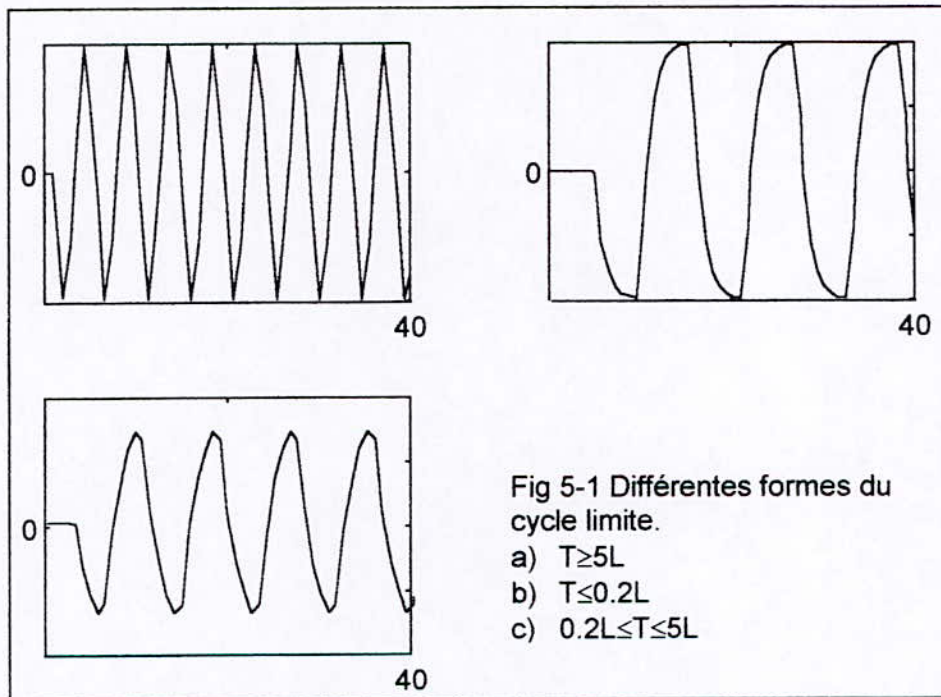 0
40
0
40
0
40
Fig 5-1 Différentes formes du
cycle limite.
a) T≥5L
b) T≤0.2L
c) 0.2L≤T≤5L